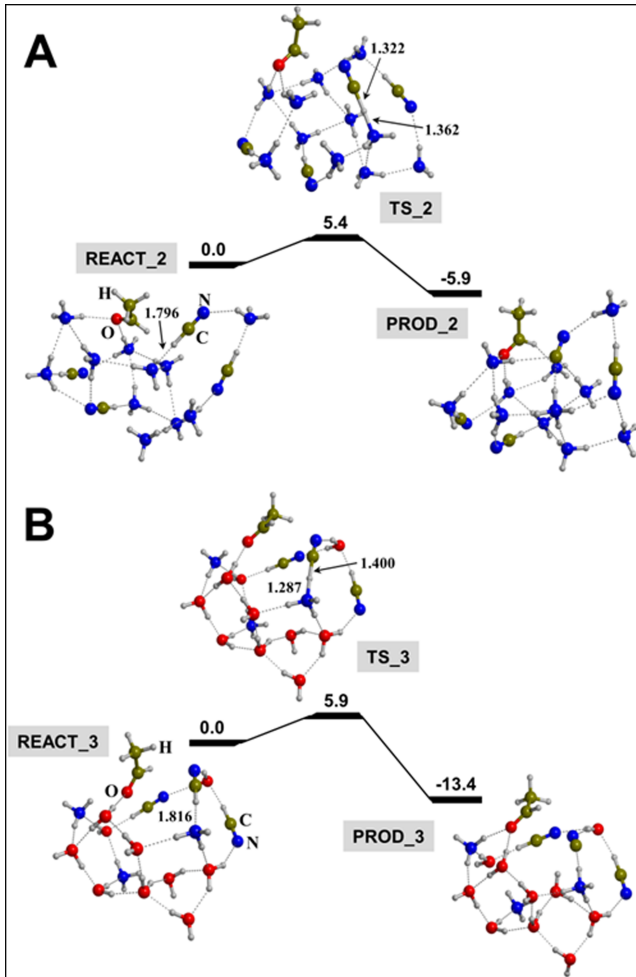 A
1.322
1.362
TS_2
5.4
0.0
REACT_2
-5.9
H
N
1.796
O
C
PROD_2
B
1.400
1.287
TS_3
5.9
0.0
REACT_3
H
-13.4
O
C
1.816
N
PROD_3